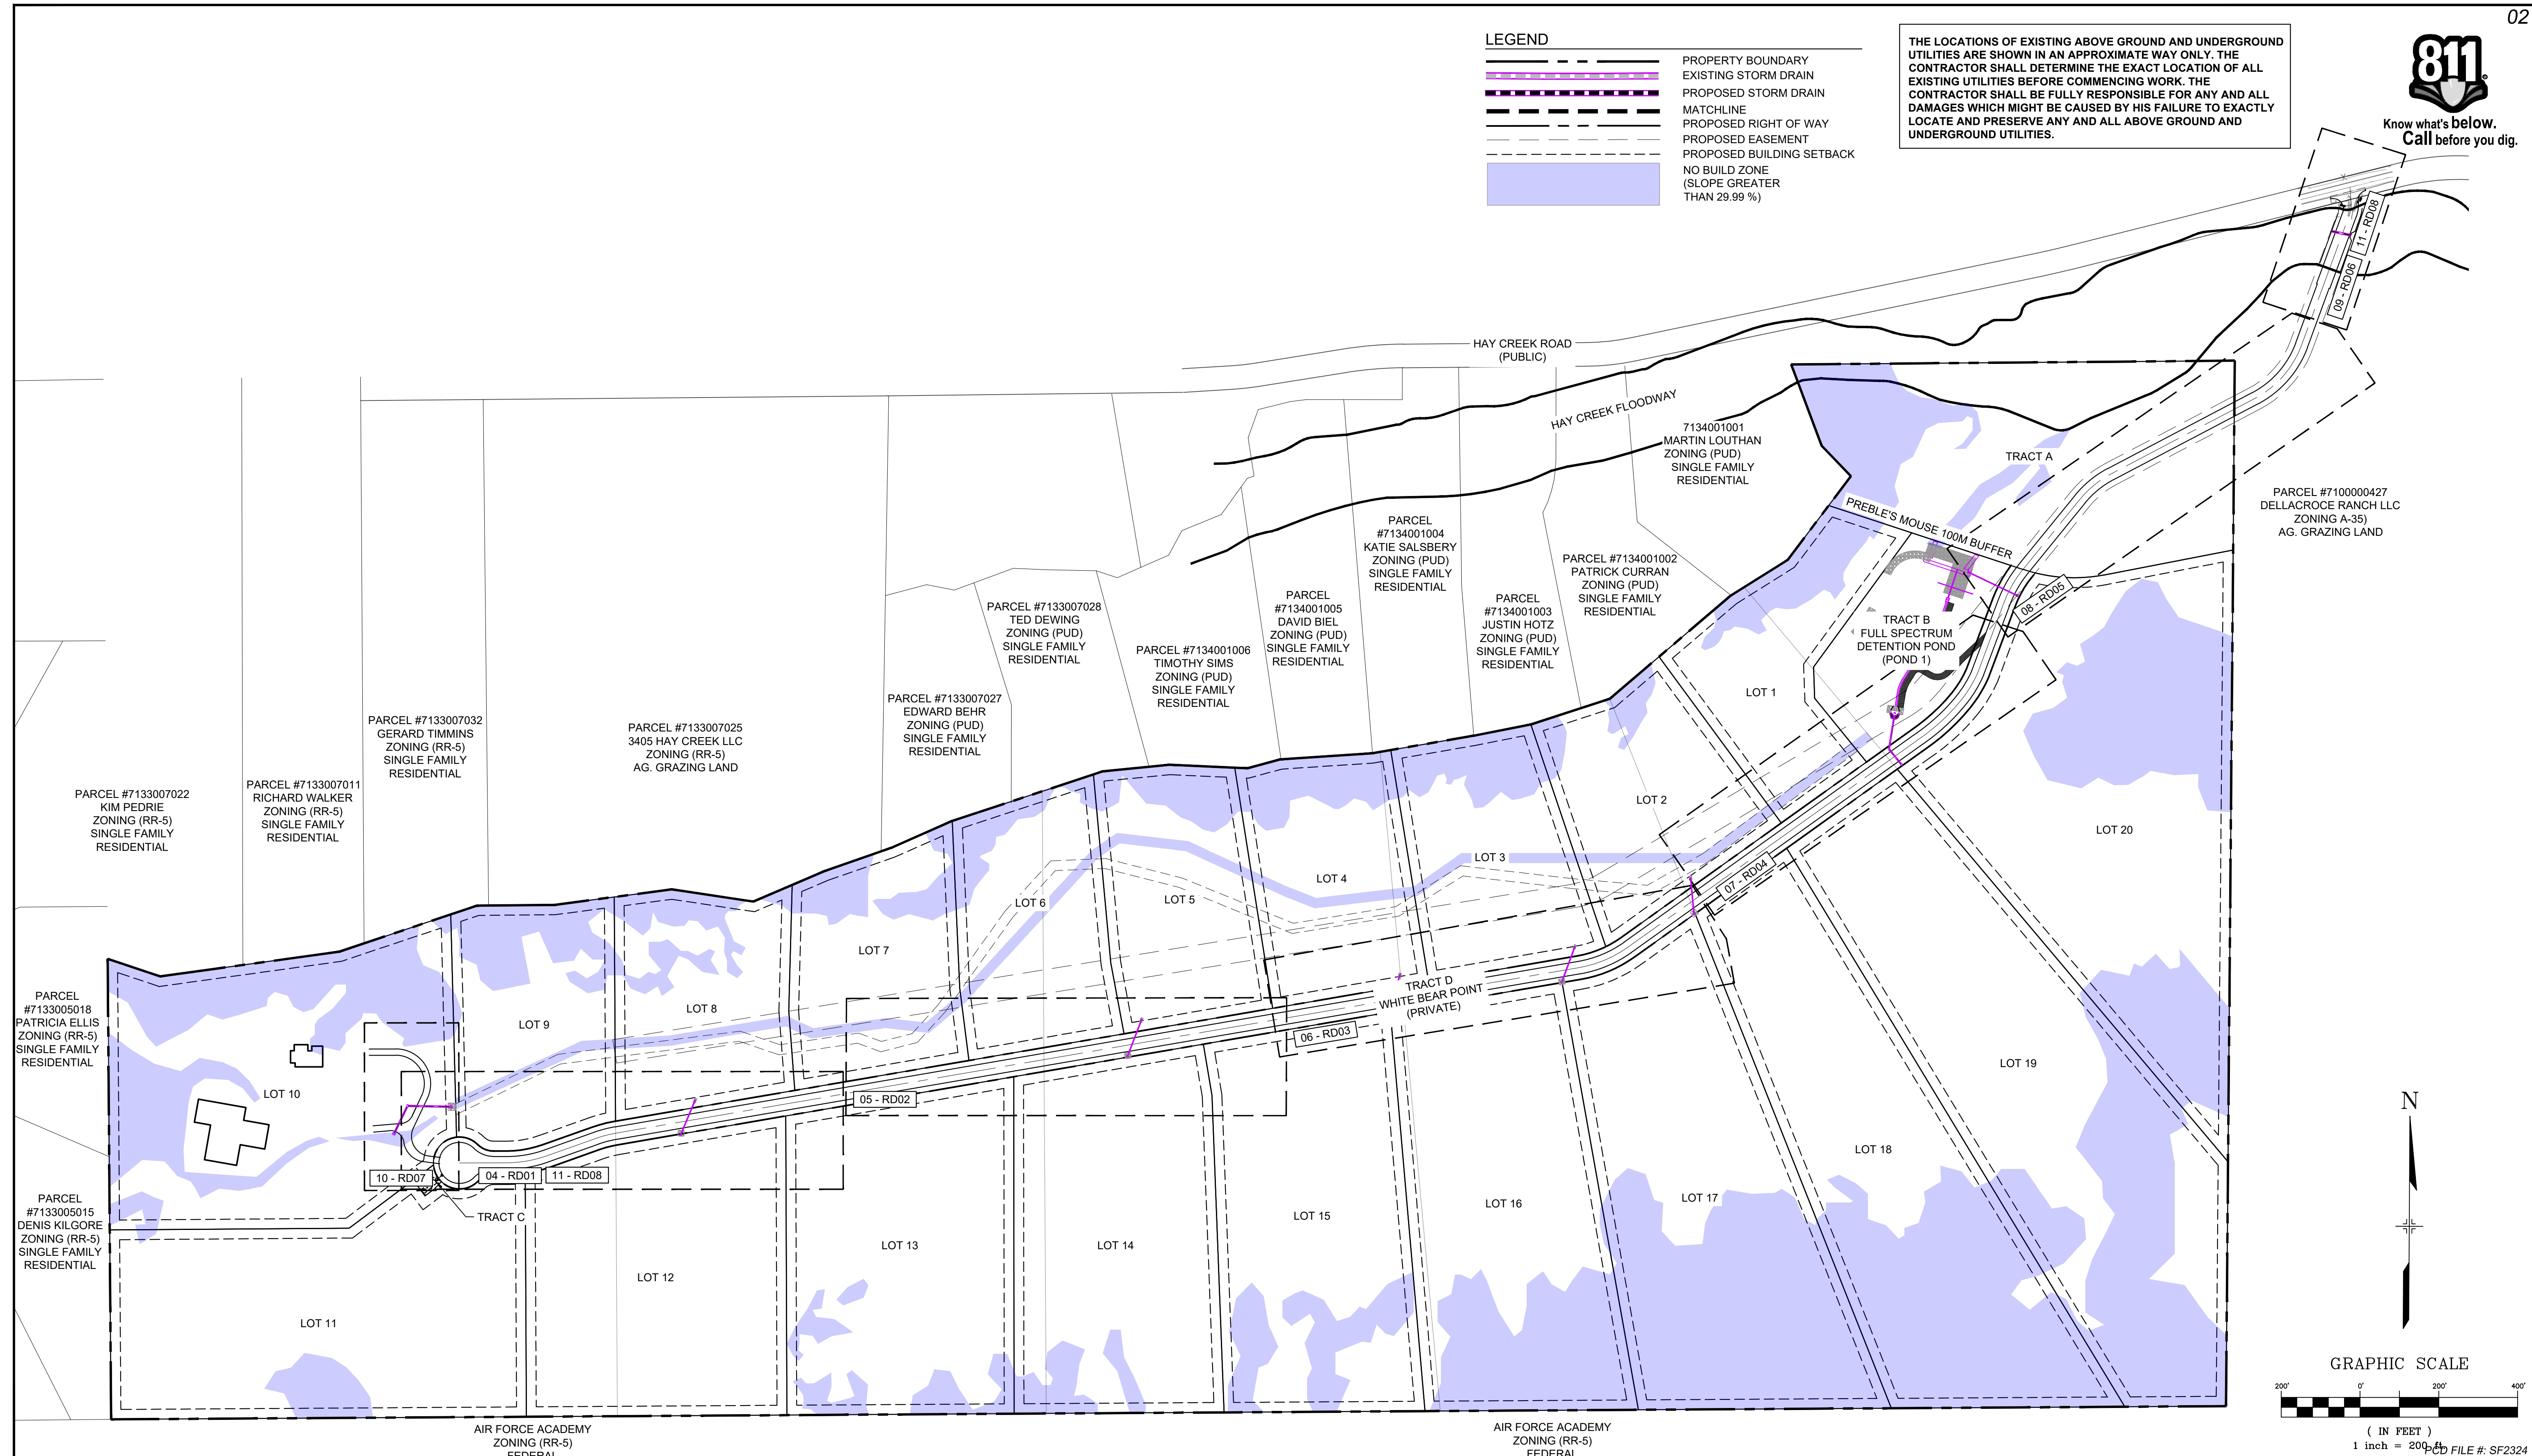 02
LEGEND
PROPERTY BOUNDARY
EXISTING STORM DRAIN
PROPOSED STORM DRAIN
MATCHLINE
PROPOSED RIGHT OF WAY
PROPOSED EASEMENT
PROPOSED BUILDING SETBACK
NO BUILD ZONE
(SLOPE GREATER
THAN 29.99 %)
THE LOCATIONS OF EXISTING ABOVE GROUND AND UNDERGROUND
UTILITIES ARE SHOWN IN AN APPROXIMATE WAY ONLY. THE
CONTRACTOR SHALL DETERMINE THE EXACT LOCATION OF ALL
EXISTING UTILITIES BEFORE COMMENCING WORK. THE
CONTRACTOR SHALL BE FULLY RESPONSIBLE FOR ANY AND ALL
DAMAGES WHICH MIGHT BE CAUSED BY HIS FAILURE TO EXACTLY
LOCATE AND PRESERVE ANY AND ALL ABOVE GROUND AND
UNDERGROUND UTILITIES.
811
Know what's below.
Call before you dig.
11 - RD08
09 - RD06
HAY CREEK ROAD
(PUBLIC)
HAY CREEK FLOODWAY
7134001001
MARTIN LOUTHAN
ZONING (PUD)
SINGLE FAMILY
RESIDENTIAL
TRACT A
PARCEL #7100000427
DELLACROCE RANCH LLC
ZONING A-35)
AG. GRAZING LAND
PREBLE'S MOUSE 100M BUFFER
PARCEL
#7134001004
KATIE SALSBERY
ZONING (PUD)
SINGLE FAMILY
RESIDENTIAL
PARCEL #7134001002
PATRICK CURRAN
ZONING (PUD)
SINGLE FAMILY
RESIDENTIAL
PARCEL
#7134001005
DAVID BIEL
ZONING (PUD)
SINGLE FAMILY
RESIDENTIAL
PARCEL
#7134001003
JUSTIN HOTZ
ZONING (PUD)
SINGLE FAMILY
RESIDENTIAL
PARCEL #7133007028
TED DEWING
ZONING (PUD)
SINGLE FAMILY
RESIDENTIAL
PARCEL #7134001006
TIMOTHY SIMS
ZONING (PUD)
SINGLE FAMILY
RESIDENTIAL
08 - RD05
TRACT B
FULL SPECTRUM
DETENTION POND
(POND 1)
PARCEL #7133007027
EDWARD BEHR
ZONING (PUD)
SINGLE FAMILY
RESIDENTIAL
PARCEL #7133007032
GERARD TIMMINS
ZONING (RR-5)
SINGLE FAMILY
RESIDENTIAL
PARCEL #7133007025
3405 HAY CREEK LLC
ZONING (RR-5)
AG. GRAZING LAND
PARCEL #7133007011
RICHARD WALKER
ZONING (RR-5)
SINGLE FAMILY
RESIDENTIAL
PARCEL #7133007022
KIM PEDRIE
ZONING (RR-5)
SINGLE FAMILY
RESIDENTIAL
LOT 1
LOT 2
LOT 20
LOT 3
LOT 4
07 - RD04
LOT 5
LOT 6
LOT 7
LOT 8
LOT 9
PARCEL
#7133005018
PATRICIA ELLIS
ZONING (RR-5)
SINGLE FAMILY
RESIDENTIAL
TRACT D
WHITE BEAR POINT
(PRIVATE)
06 - RD03
LOT 19
LOT 10
05 - RD02
LOT 18
10 - RD07
04 - RD01
11 - RD08
TRACT C
PARCEL
#7133005015
DENIS KILGORE
ZONING (RR-5)
SINGLE FAMILY
RESIDENTIAL
LOT 17
LOT 16
LOT 15
LOT 14
LOT 13
LOT 12
LOT 11
N
GRAPHIC SCALE
200' 0' 200' 400'
( IN FEET )
1 inch = 200 ft.
PCD FILE #: SF2324
AIR FORCE ACADEMY
ZONING (RR-5)
FEDERAL
AIR FORCE ACADEMY
ZONING (RR-5)
FEDERAL